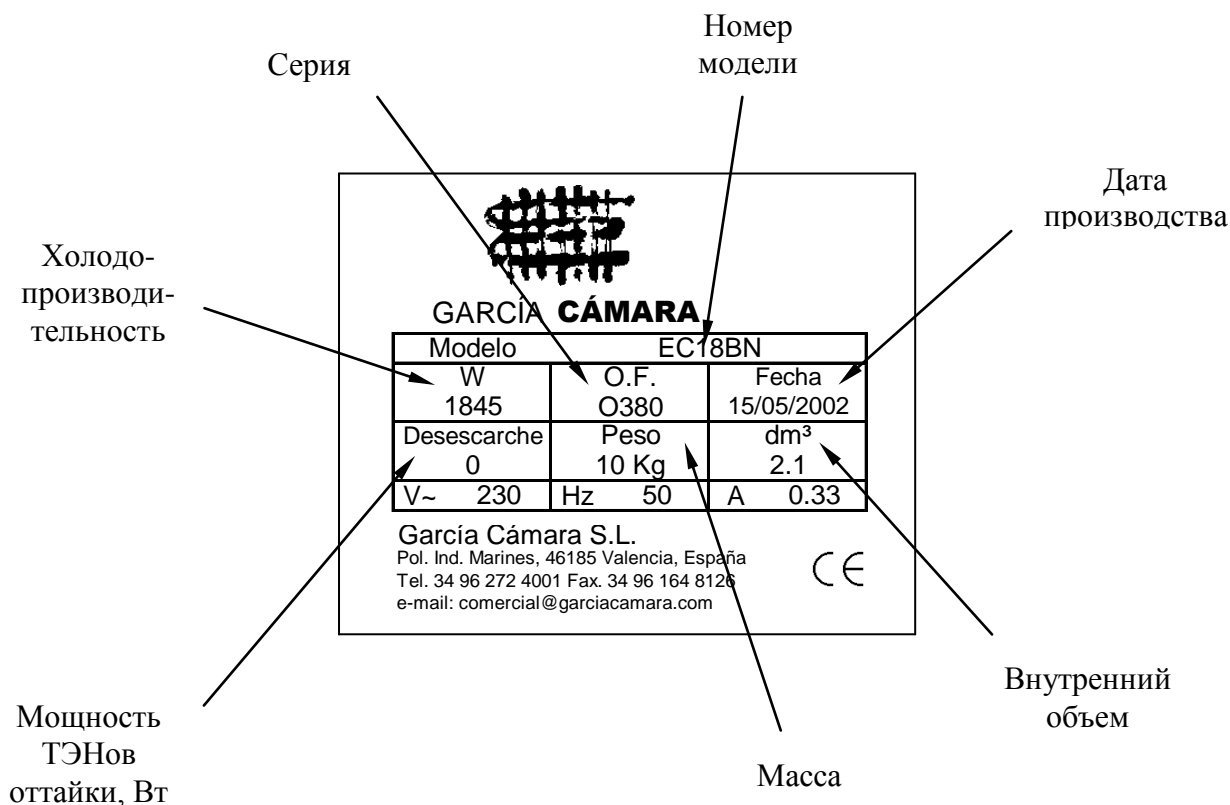 Номер
модели
Серия
Дата
производства
Холодо-
производи-
тельность
GARCÍA CÁMARA
Modelo EC18BN
W O.F. Fecha
1845 O380 15/05/2002
Desescarche Peso dm³
0 10 Kg 2.1
V~ 230 Hz 50 A 0.33
García Cámara S.L.
Pol. Ind. Marines, 46185 Valencia, España
Tel. 34 96 272 4001 Fax. 34 96 164 8126
e-mail: comercial@garciacamara.com
CE
Внутренний
объем
Мощность
ТЭНов
оттайки, Вт
Масса